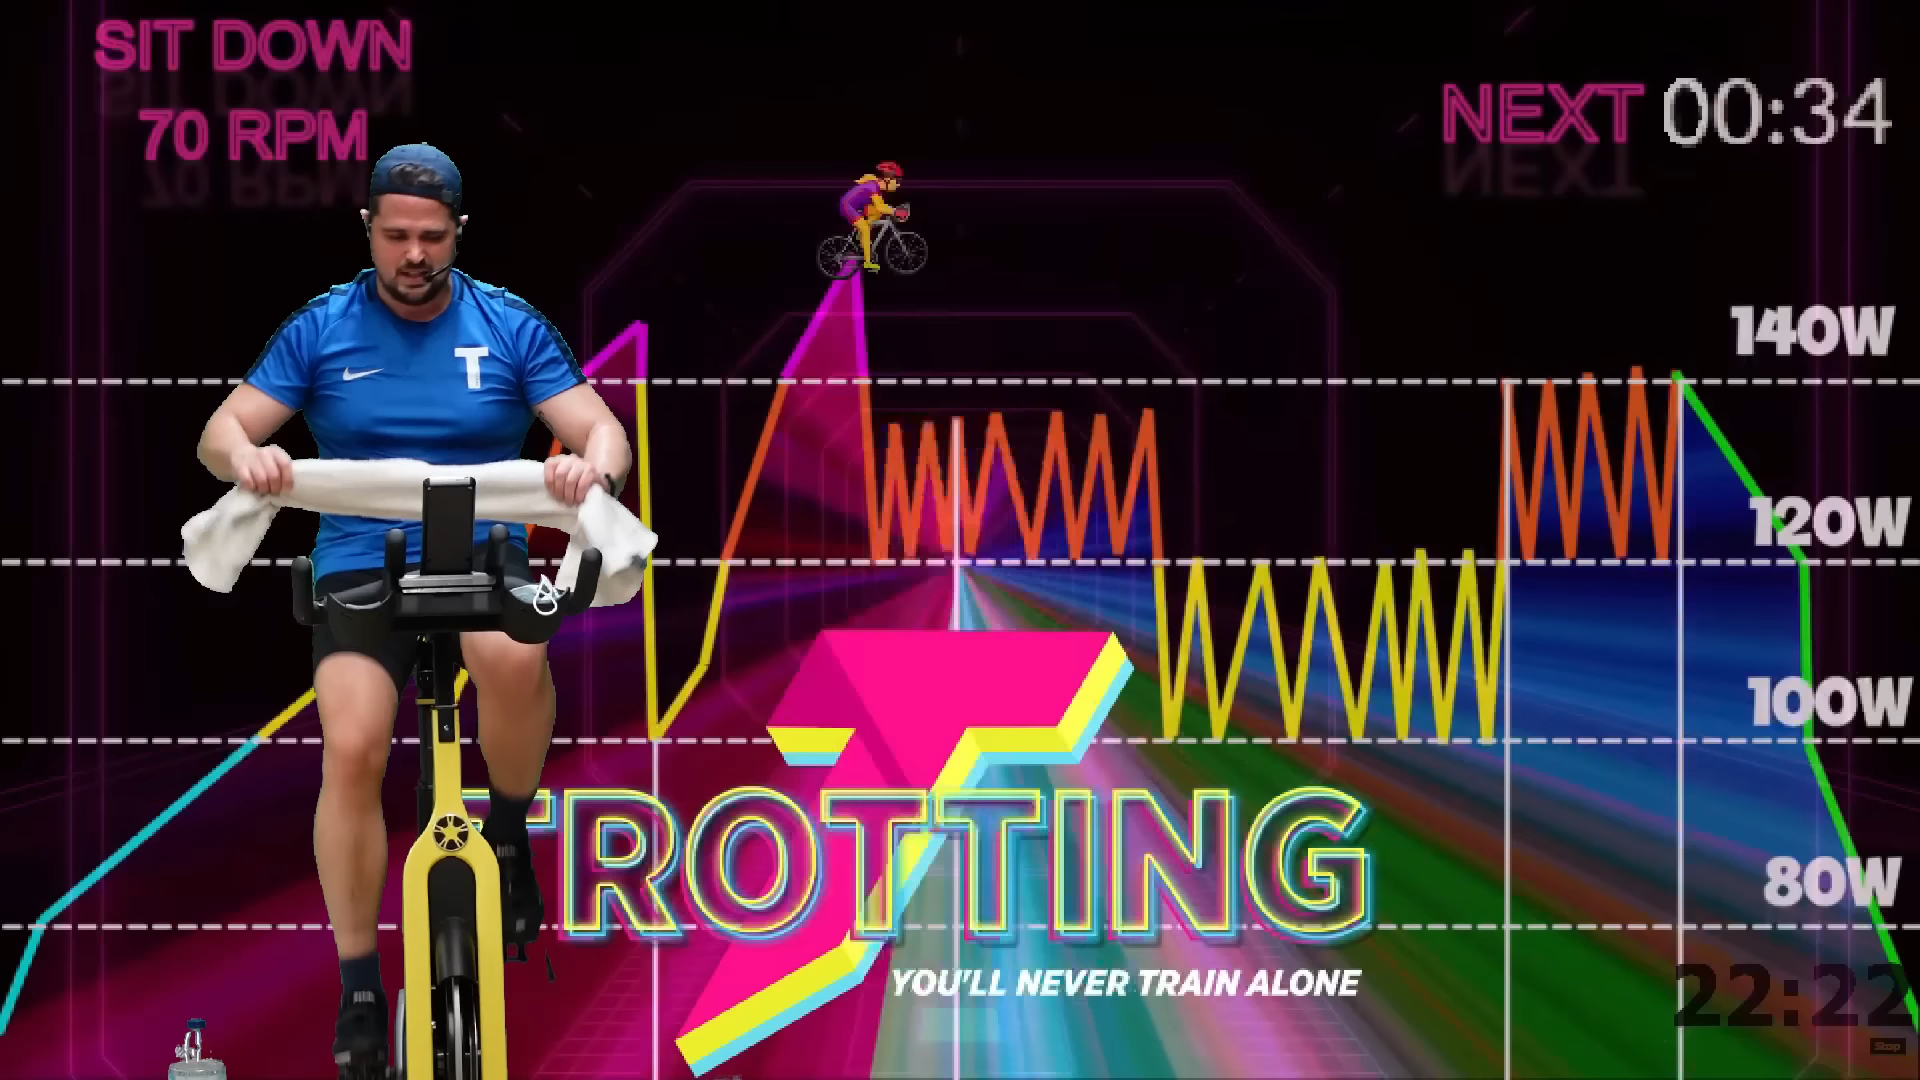 SIT DOWN
70 RPM
NEXT 00:34
140W
T
120W
100W
80W
TROTTING
YOU'LL NEVER TRAIN ALONE
22:22
Stop